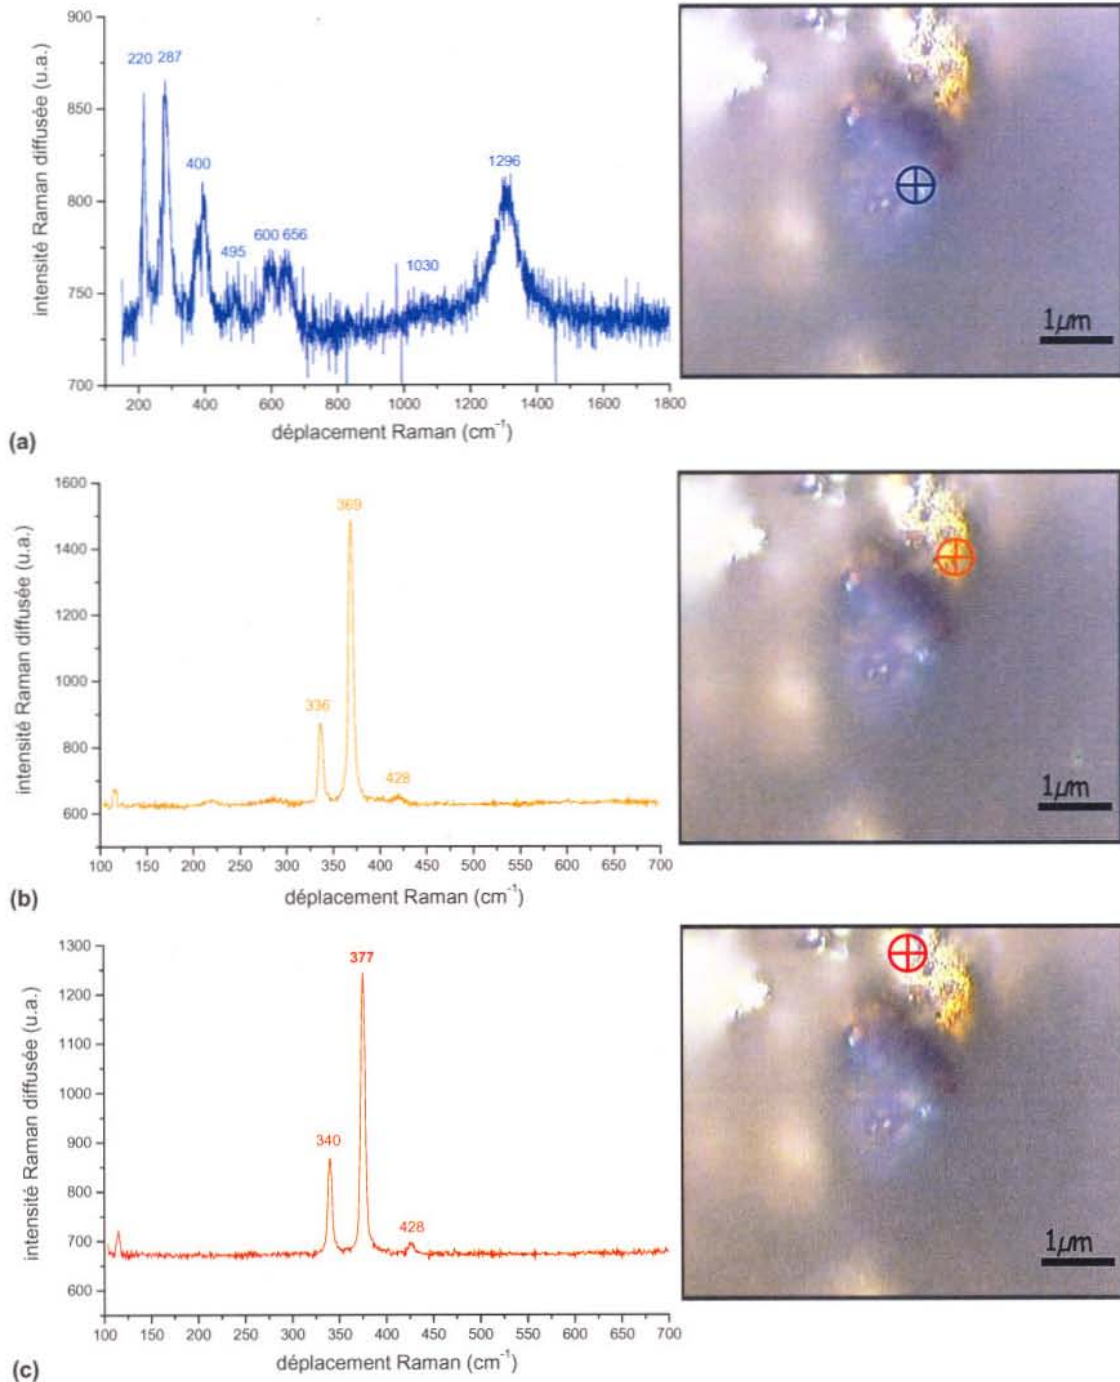 intensité Raman diffusée (u.a.)
900
850
800
750
700
220 287
400
495
600 656
1030
1296
200 400 600 800 1000 1200 1400 1600 1800
déplacement Raman (cm⁻¹)
1µm
(a)
intensité Raman diffusée (u.a.)
1600
1400
1200
1000
800
600
369
336
428
100 150 200 250 300 350 400 450 500 550 600 650 700
déplacement Raman (cm⁻¹)
1µm
(b)
intensité Raman diffusée (u.a.)
1300
1200
1100
1000
900
800
700
600
377
340
428
100 150 200 250 300 350 400 450 500 550 600 650 700
déplacement Raman (cm⁻¹)
1µm
(c)